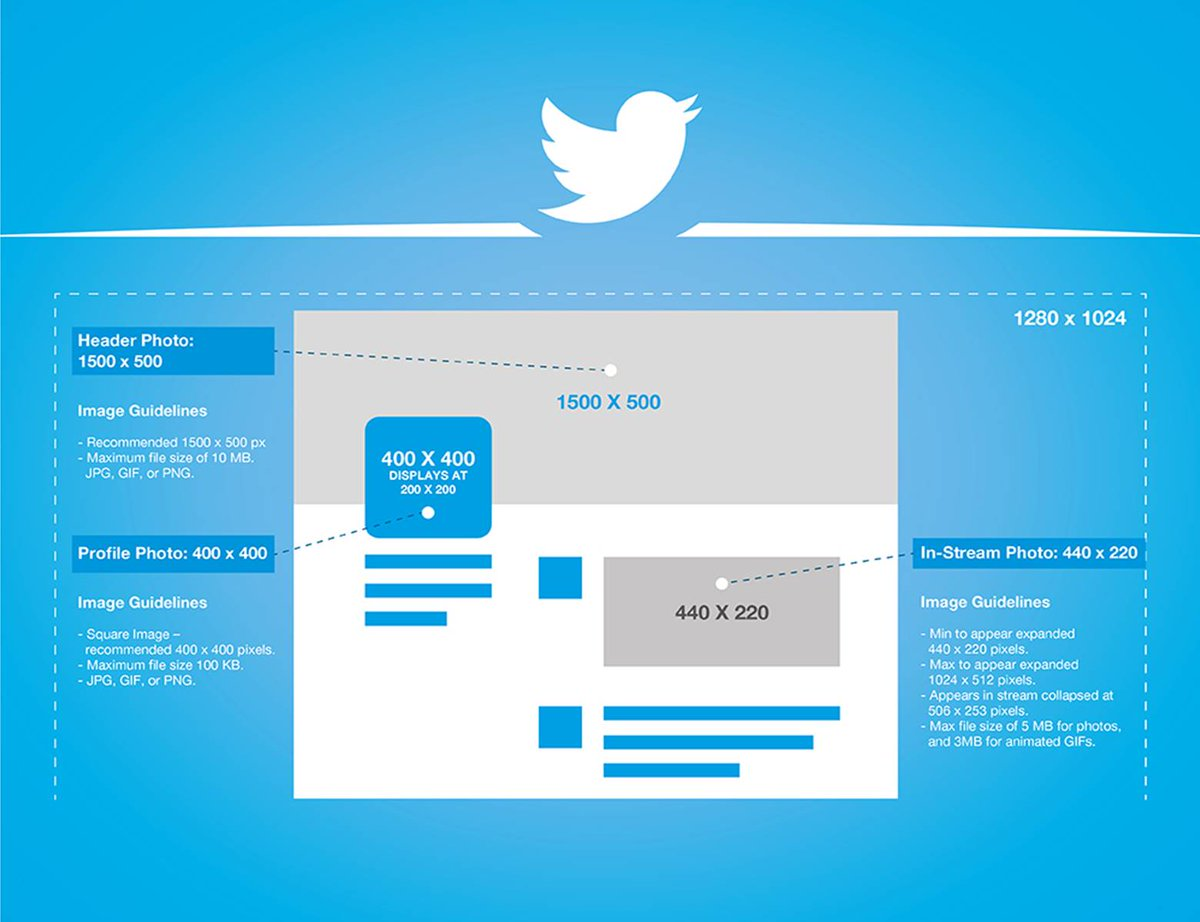 1280 x 1024
Header Photo:
1500 x 500
Image Guidelines
- Recommended 1500 x 500 px
- Maximum file size of 10 MB.
JPG, GIF, or PNG.
1500 X 500
400 X 400
DISPLAYS AT
200 X 200
Profile Photo: 400 x 400
Image Guidelines
- Square Image –
recommended 400 x 400 pixels.
- Maximum file size 100 KB.
- JPG, GIF, or PNG.
440 X 220
In-Stream Photo: 440 x 220
Image Guidelines
- Min to appear expanded
440 x 220 pixels.
- Max to appear expanded
1024 x 512 pixels.
- Appears in stream collapsed at
506 x 253 pixels.
- Max file size of 5 MB for photos,
and 3MB for animated GIFs.